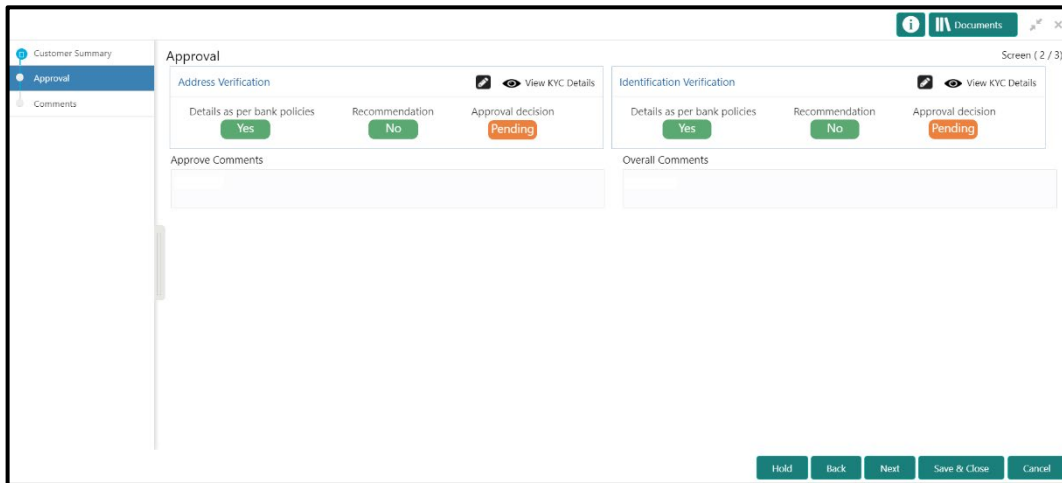 Documents
Customer Summary
Approval
Comments
Approval
Screen ( 2 / 3)
Address Verification
View KYC Details
Details as per bank policies Recommendation Approval decision
Yes No Pending
Identification Verification
View KYC Details
Details as per bank policies Recommendation Approval decision
Yes No Pending
Approve Comments
Overall Comments
Hold Back Next Save & Close Cancel